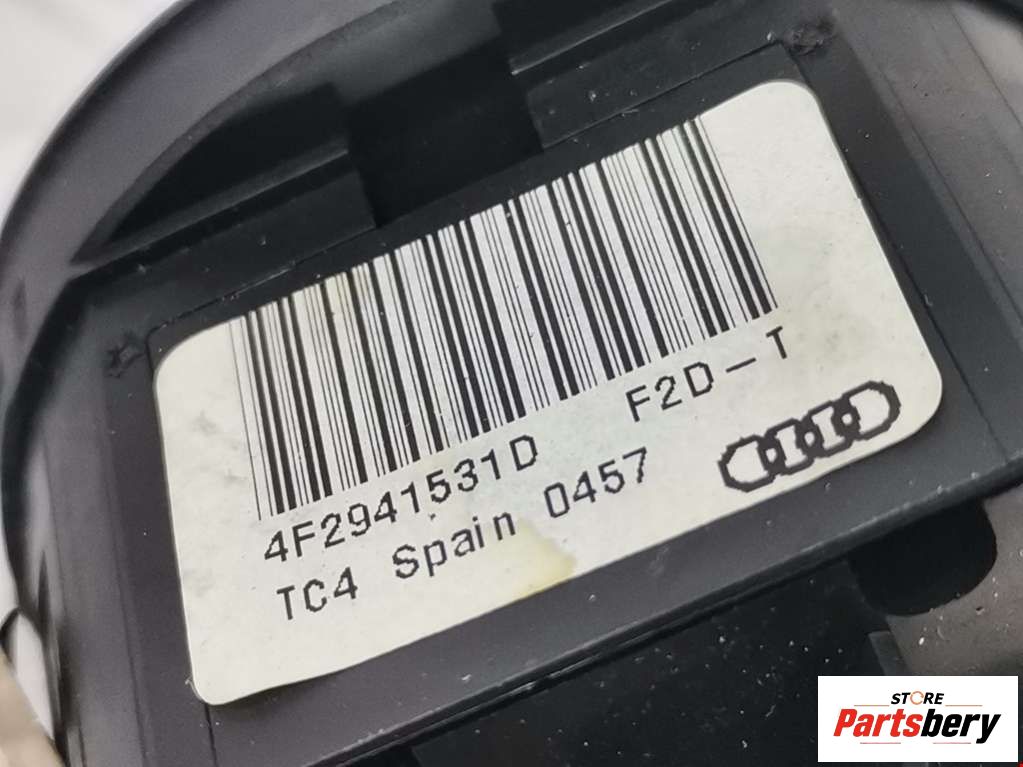 4F2941531D F2D-T
TC4 Spain 0457
STORE
Partsbery